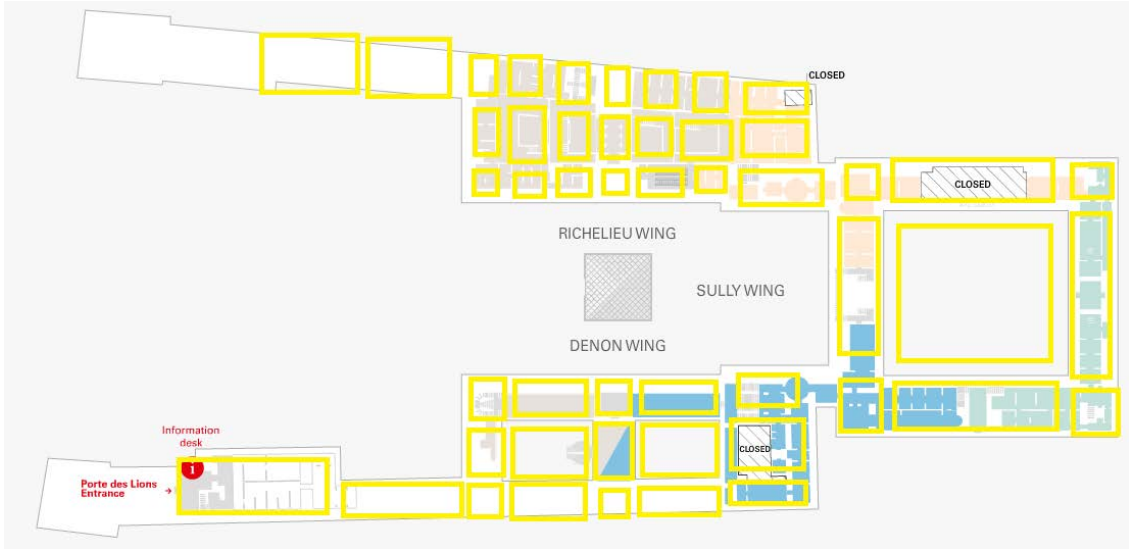 CLOSED
CLOSED
RICHELIEU WING
SULLY WING
DENON WING
Information
desk
1
CLOSED
Porte des Lions
Entrance